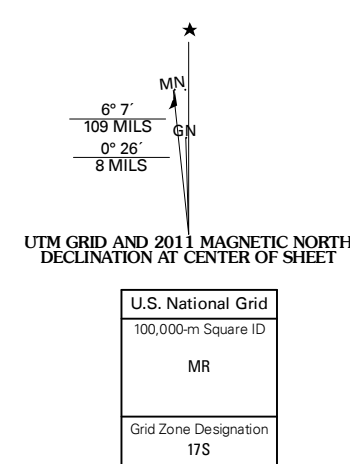 ★
MN
6° 7´
109 MILS
GN
0° 26´
8 MILS
UTM GRID AND 2011 MAGNETIC NORTH
DECLINATION AT CENTER OF SHEET
U.S. National Grid
100,000-m Square ID
MR
Grid Zone Designation
17S